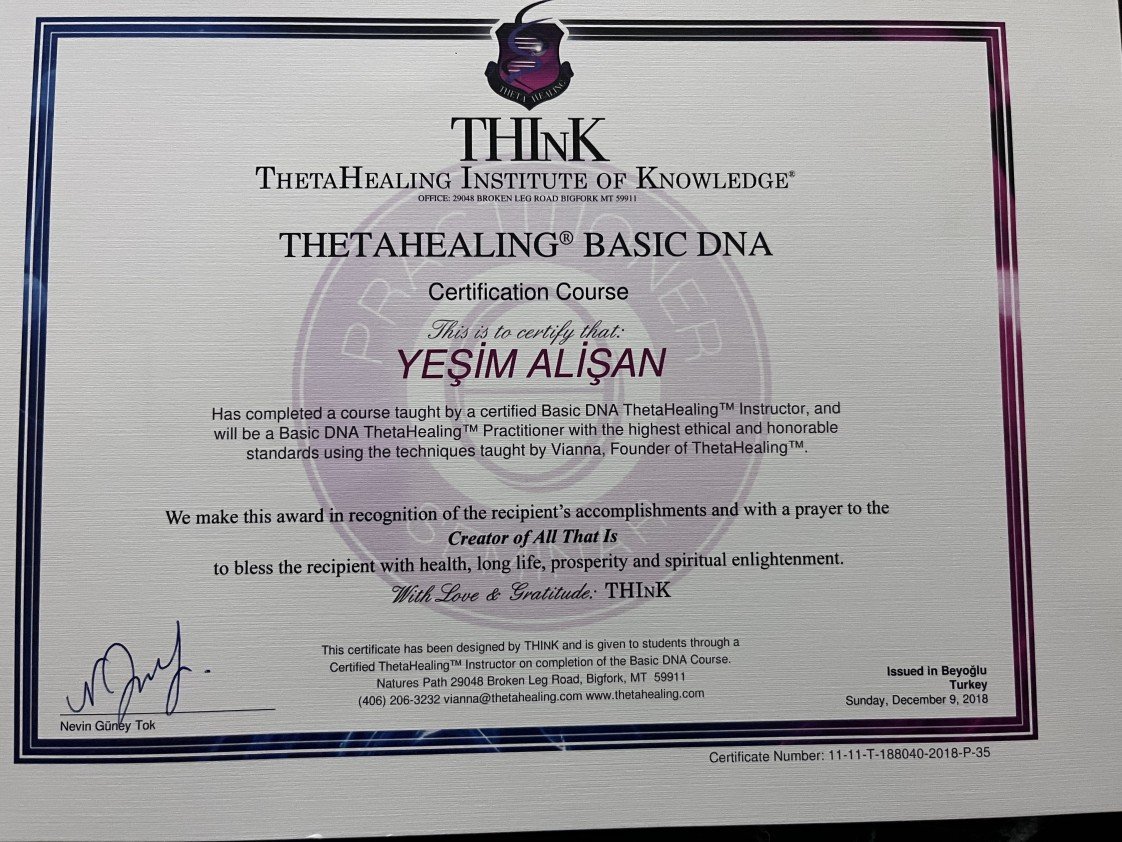 THETA HEALING
THINK
THETAHEALING INSTITUTE OF KNOWLEDGE®
OFFICE: 29048 BROKEN LEG ROAD BIGFORK MT 59911
THETAHEALING® BASIC DNA
Certification Course
This is to certify that:
YEŞİM ALİŞAN
Has completed a course taught by a certified Basic DNA ThetaHealing™ Instructor, and
will be a Basic DNA ThetaHealing™ Practitioner with the highest ethical and honorable
standards using the techniques taught by Vianna, Founder of ThetaHealing™.
We make this award in recognition of the recipient's accomplishments and with a prayer to the
Creator of All That Is
to bless the recipient with health, long life, prosperity and spiritual enlightenment.
With Love & Gratitude: THINK
This certificate has been designed by THINK and is given to students through a
Certified ThetaHealing™ Instructor on completion of the Basic DNA Course.
Natures Path 29048 Broken Leg Road, Bigfork, MT 59911
(406) 206-3232 vianna@thetahealing.com www.thetahealing.com
Nevin Güney Tok
Issued in Beyoğlu
Turkey
Sunday, December 9, 2018
Certificate Number: 11-11-T-188040-2018-P-35
PRACTITIONER